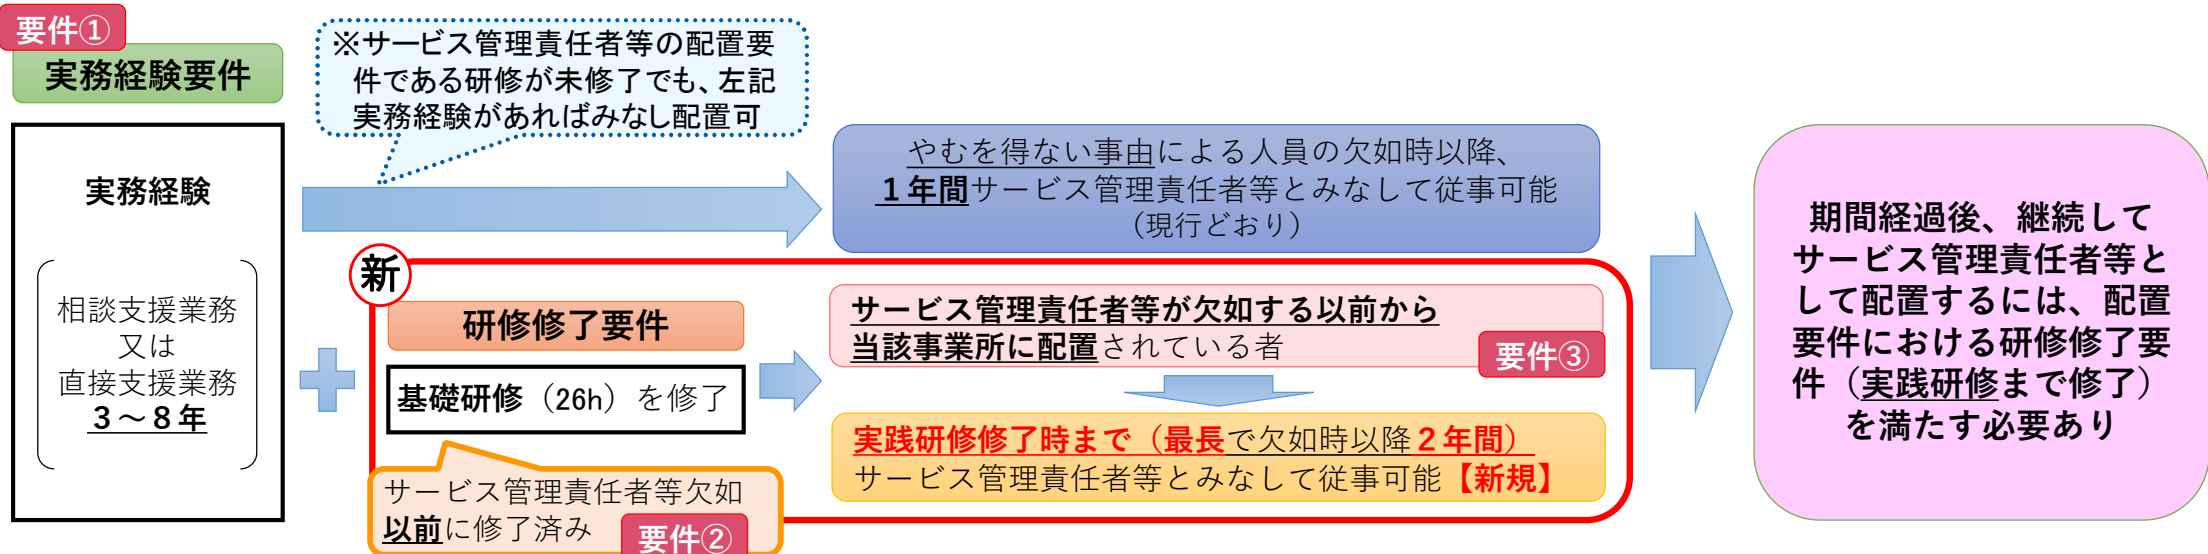 要件①
実務経験要件
※サービス管理責任者等の配置要
件である研修が未修了でも、左記
実務経験があればみなし配置可
実務経験
相談支援業務
又は
直接支援業務
３～８年
やむを得ない事由による人員の欠如時以降、
１年間サービス管理責任者等とみなして従事可能
（現行どおり）
新
研修修了要件
基礎研修（26h）を修了
サービス管理責任者等欠如
以前に修了済み
要件②
サービス管理責任者等が欠如する以前から
当該事業所に配置されている者
要件③
実践研修修了時まで（最長で欠如時以降２年間）
サービス管理責任者等とみなして従事可能【新規】
期間経過後、継続して
サービス管理責任者等と
して配置するには、配置
要件における研修修了要
件（実践研修まで修了）
を満たす必要あり